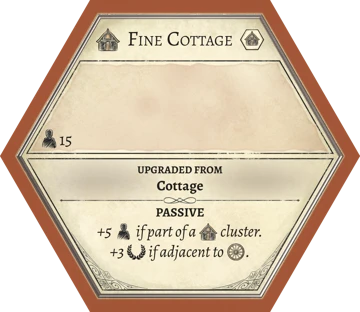 FINE COTTAGE
15
UPGRADED FROM
Cottage
PASSIVE
+5 if part of a cluster.
+3 if adjacent to .